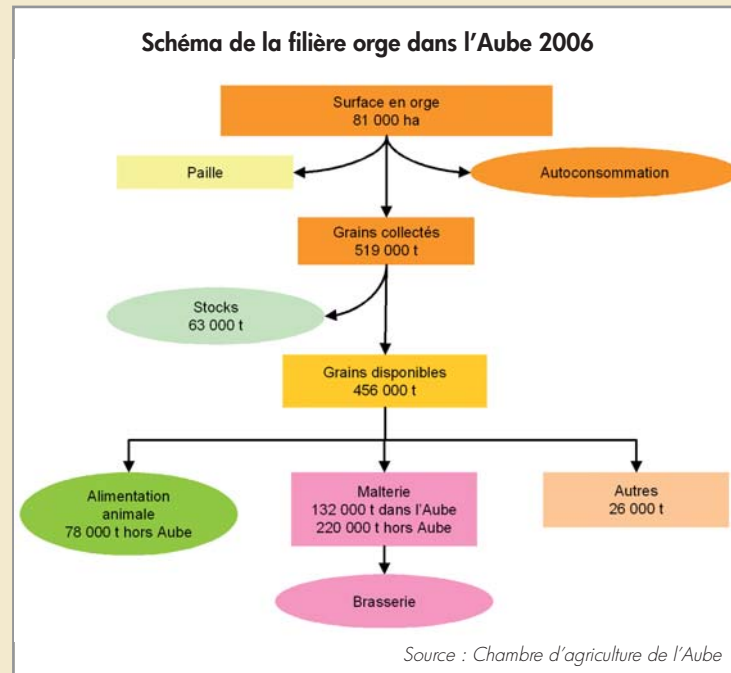 Schéma de la filière orge dans l’Aube 2006
Surface en orge
81 000 ha
Paille
Autoconsommation
Grains collectés
519 000 t
Stocks
63 000 t
Grains disponibles
456 000 t
Alimentation
animale
78 000 t hors Aube
Malterie
132 000 t dans l’Aube
220 000 t hors Aube
Autres
26 000 t
Brasserie
Source : Chambre d’agriculture de l’Aube